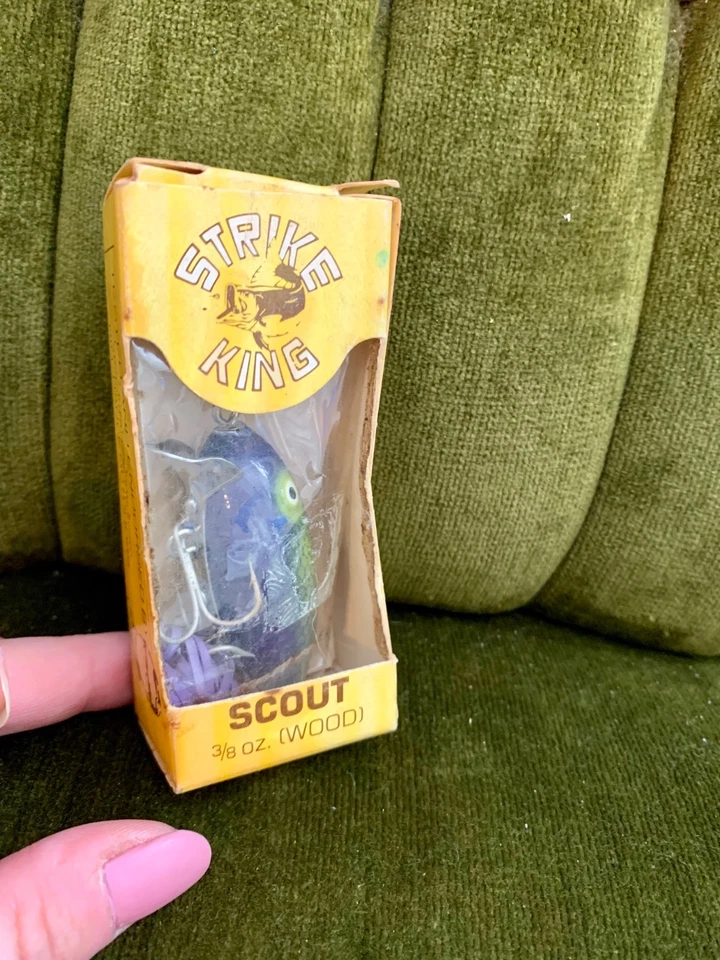 STRIKE
KING
SCOUT
3/8 OZ. (WOOD)